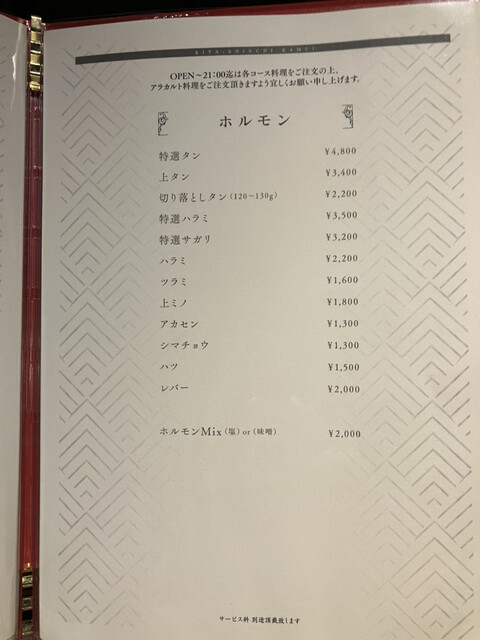 KITA-SHINCHI KAMUI
OPEN〜21:00迄は各コース料理をご注文の上、
アラカルト料理をご注文頂きますよう宜しくお願い申し上げます。
ホルモン
特選タン ¥4,800
上タン ¥3,400
切り落としタン（120〜130g） ¥2,200
特選ハラミ ¥3,500
特選サガリ ¥3,200
ハラミ ¥2,200
ツラミ ¥1,600
上ミノ ¥1,800
アカセン ¥1,300
シマチョウ ¥1,300
ハツ ¥1,500
レバー ¥2,000
ホルモンMix（塩）or（味噌） ¥2,000
サービス料 別途頂戴致します